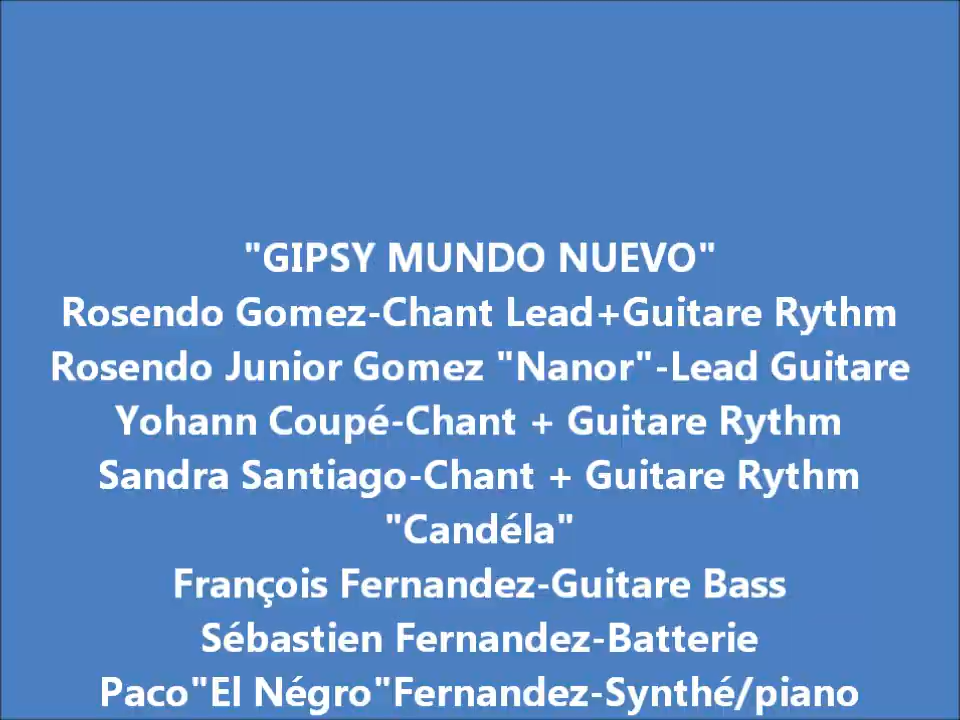 "GIPSY MUNDO NUEVO"
Rosendo Gomez-Chant Lead+Guitare Rythm
Rosendo Junior Gomez "Nanor"-Lead Guitare
Yohann Coupé-Chant + Guitare Rythm
Sandra Santiago-Chant + Guitare Rythm
"Candéla"
François Fernandez-Guitare Bass
Sébastien Fernandez-Batterie
Paco"El Négro"Fernandez-Synthé/piano